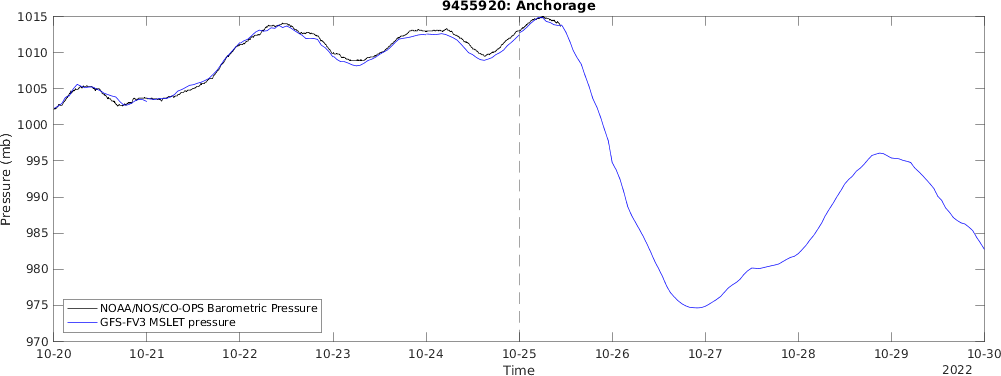 9455920: Anchorage
1015
1010
1005
1000
995
990
985
980
975
970
Pressure (mb)
NOAA/NOS/CO-OPS Barometric Pressure
GFS-FV3 MSLET pressure
10-20 10-21 10-22 10-23 10-24 10-25 10-26 10-27 10-28 10-29 10-30
Time
2022